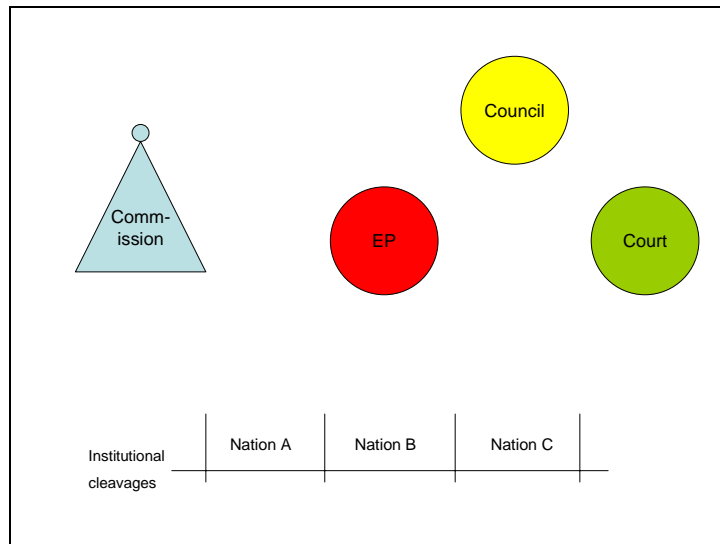 Council
Comm-
ission
EP
Court
Nation A
Nation B
Nation C
Institutional
cleavages